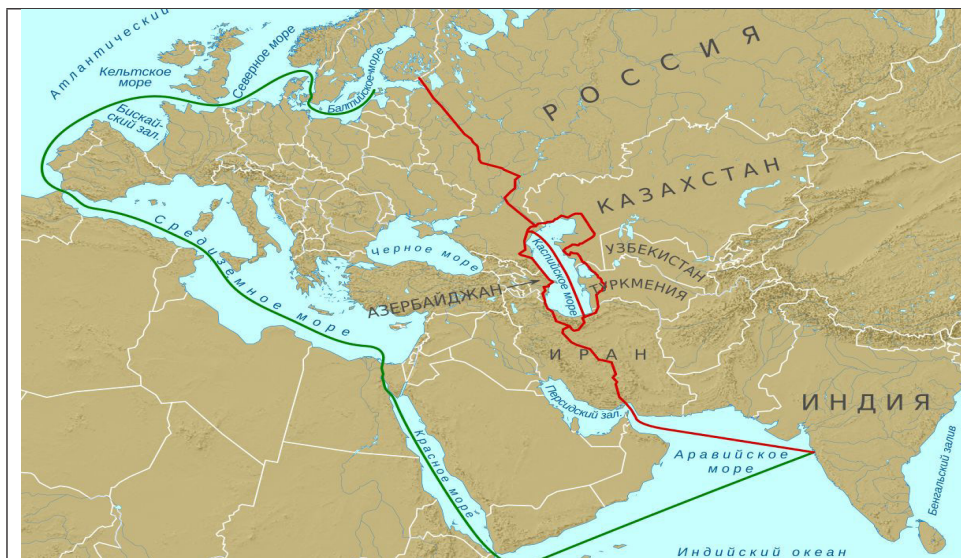 Атлантический
Северное море
Кельтское
море
Бискай-
ский зал.
Балтийское море
РОССИЯ
КАЗАХСТАН
УЗБЕКИСТАН
ТУРКМЕНИЯ
Каспийское море
Черное море
АЗЕРБАЙДЖАН
Средиземное море
ИРАН
Персидский зал.
ИНДИЯ
Красное море
Аравийское
море
Бенгальский залив
Индийский океан